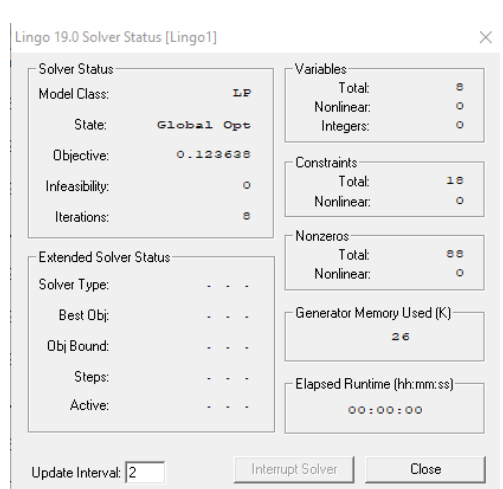 Lingo 19.0 Solver Status [Lingo1]
Solver Status
Model Class: LP
State: Global Opt
Objective: 0.123638
Infeasibility: 0
Iterations: 8
Extended Solver Status
Solver Type: . . .
Best Obj: . . .
Obj Bound: . . .
Steps: . . .
Active: . . .
Update Interval: 2
Variables
Total: 8
Nonlinear: 0
Integers: 0
Constraints
Total: 18
Nonlinear: 0
Nonzeros
Total: 88
Nonlinear: 0
Generator Memory Used (K)
26
Elapsed Runtime (hh:mm:ss)
00:00:00
Interrupt Solver
Close